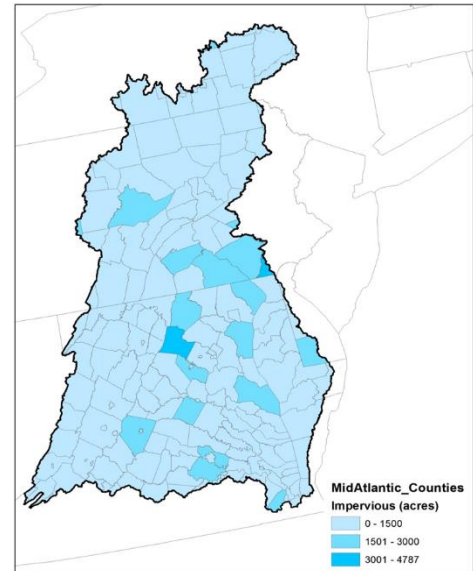 MidAtlantic_Counties
Impervious (acres)
0 - 1500
1501 - 3000
3001 - 4787